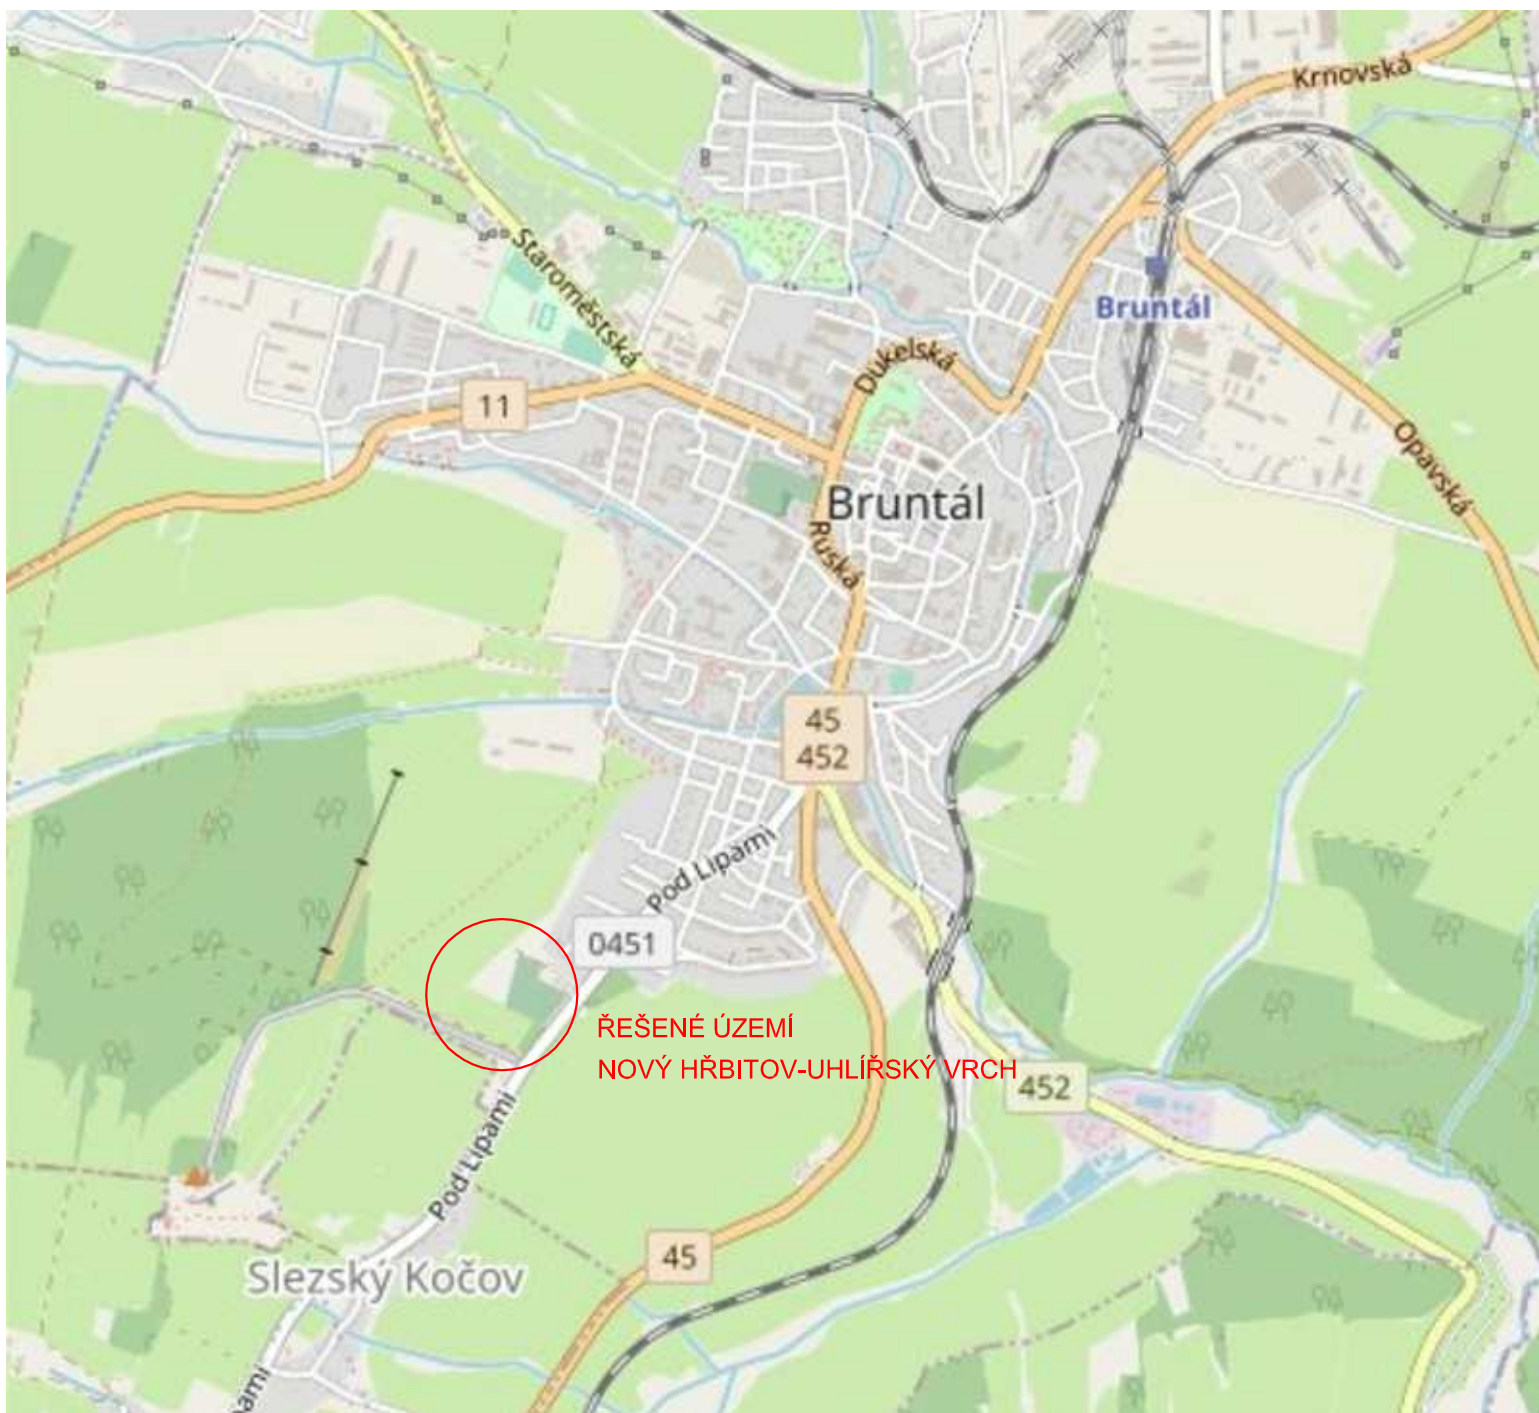 Krnovská
Staroměstská
Bruntál
Dukelská
11
Opavská
Bruntál
Ruská
45
452
Pod Lipami
0451
ŘEŠENÉ ÚZEMÍ
NOVÝ HŘBITOV-UHLÍŘSKÝ VRCH
452
Pod Lipami
45
Slezský Kočov
pami